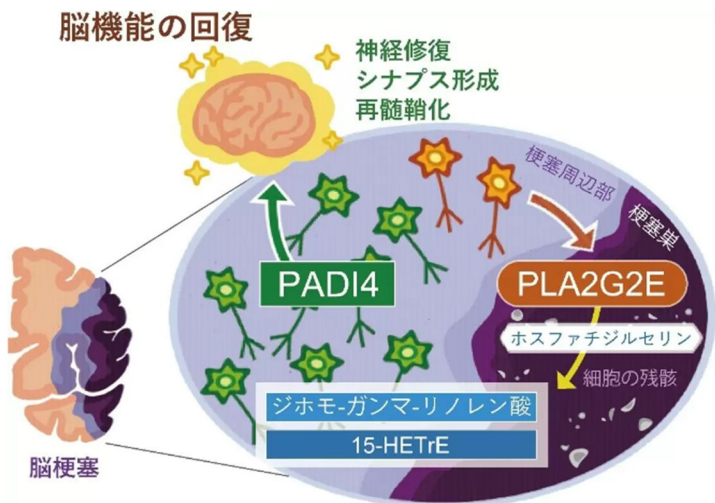 脳機能の回復
神経修復
シナプス形成
再髄鞘化
梗塞周辺部
梗塞巣
PADI4
PLA2G2E
ホスファチジルセリン
細胞の残骸
ジホモ-ガンマ-リノレン酸
15-HETrE
脳梗塞